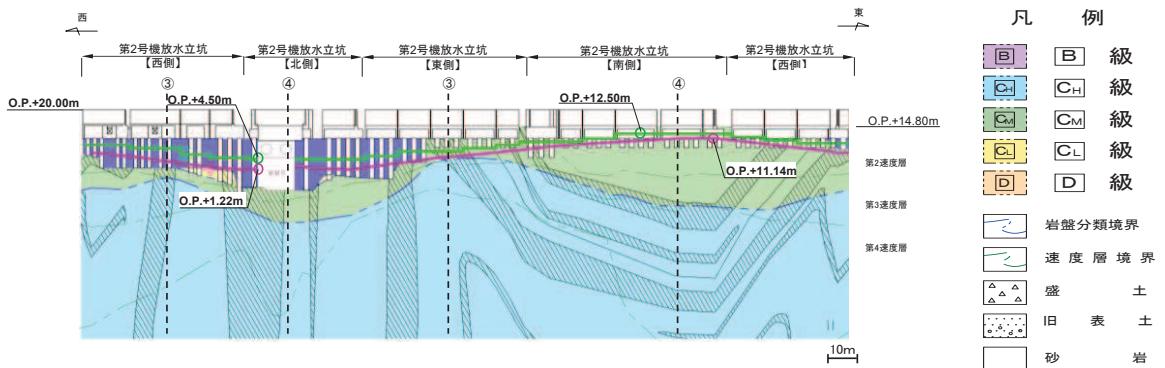 西
東
第2号機放水立坑
【西側】
第2号機放水立坑
【北側】
第2号機放水立坑
【東側】
第2号機放水立坑
【南側】
第2号機放水立坑
【西側】
③
④
③
④
O.P.+20.00m
O.P.+4.50m
O.P.+12.50m
O.P.+14.80m
O.P.+1.22m
O.P.+11.14m
第2速度層
第3速度層
第4速度層
10m
凡 例
B B 級
CH CH 級
CM CM 級
CL CL 級
D D 級
岩盤分類境界
速度層境界
盛 土
旧 表 土
砂 岩